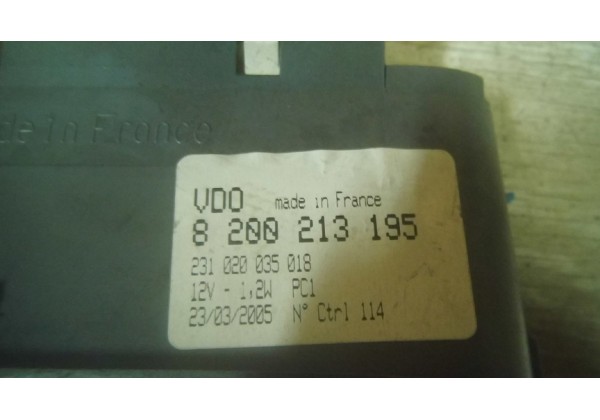 de in France
VDO made in France
8 200 213 195
231 020 035 018
12V - 1,2W PC1
23/03/2005 N° Ctrl 114